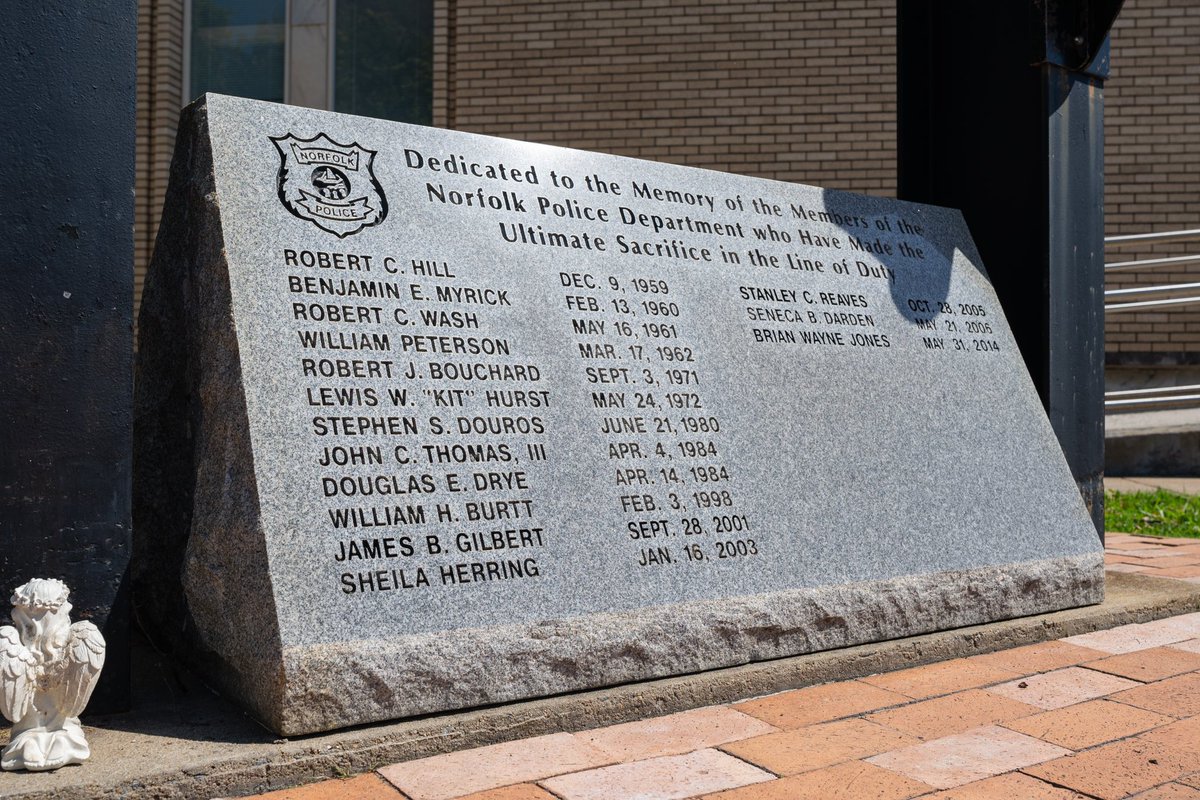 NORFOLK
POLICE
Dedicated to the Memory of the Members of the
Norfolk Police Department who Have Made the
Ultimate Sacrifice in the Line of Duty
ROBERT C. HILL DEC. 9, 1959
BENJAMIN E. MYRICK FEB. 13, 1960
ROBERT C. WASH MAY 16, 1961
WILLIAM PETERSON MAR. 17, 1962
ROBERT J. BOUCHARD SEPT. 3, 1971
LEWIS W. "KIT" HURST MAY 24, 1972
STEPHEN S. DOUROS JUNE 21, 1980
JOHN C. THOMAS, III APR. 4, 1984
DOUGLAS E. DRYE APR. 14, 1984
WILLIAM H. BURTT FEB. 3, 1998
JAMES B. GILBERT SEPT. 28, 2001
SHEILA HERRING JAN. 16, 2003
STANLEY C. REAVES OCT. 28, 2005
SENECA B. DARDEN MAY 21, 2006
BRIAN WAYNE JONES MAY 31, 2014